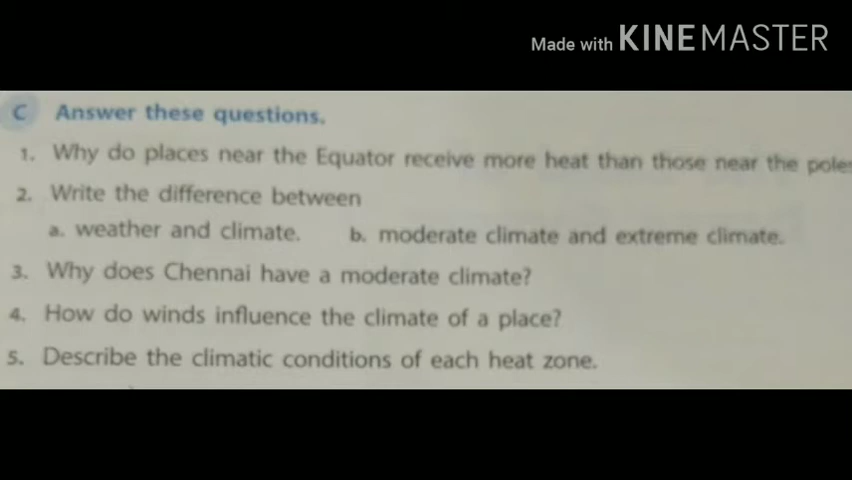 Made with KINEMASTER
C Answer these questions.
1. Why do places near the Equator receive more heat than those near the poles
2. Write the difference between
a. weather and climate. b. moderate climate and extreme climate.
3. Why does Chennai have a moderate climate?
4. How do winds influence the climate of a place?
5. Describe the climatic conditions of each heat zone.